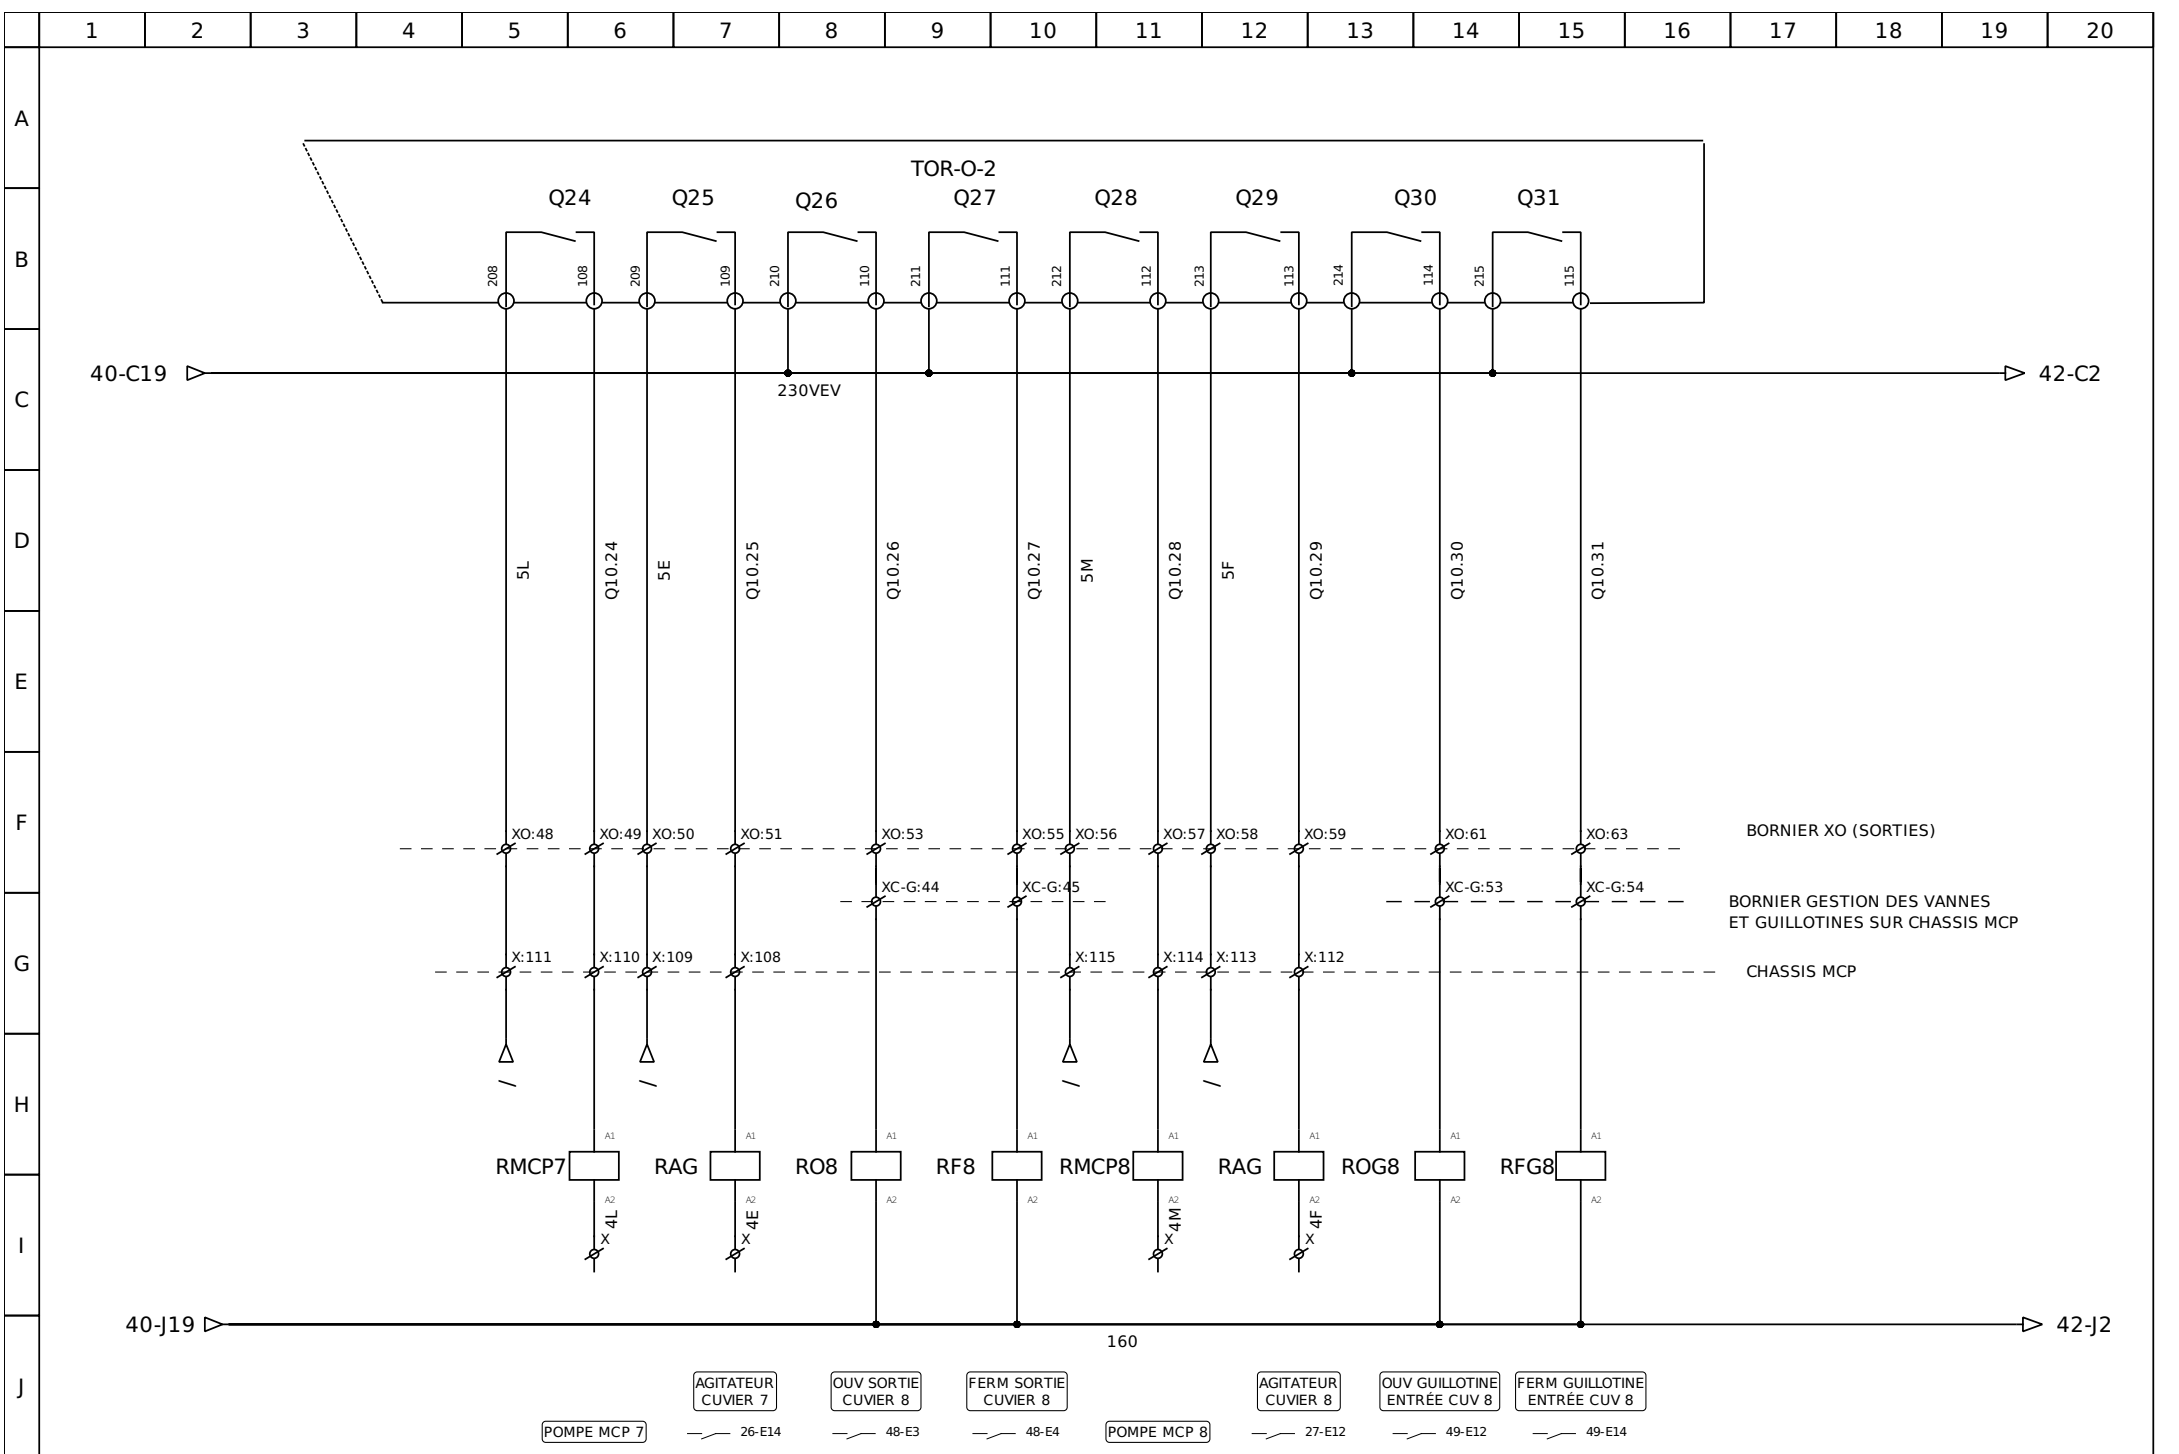 1 2 3 4 5 6 7 8 9 10 11 12 13 14 15 16 17 18 19 20
A
TOR-O-2
Q24 Q25 Q26 Q27 Q28 Q29 Q30 Q31
B
208 108 209 109 210 110 211 111 212 112 213 113 214 114 215 115
40-C19 42-C2
230VEV
C
D
5L Q10.24 5E Q10.25 Q10.26 Q10.27 5M Q10.28 5F Q10.29 Q10.30 Q10.31
E
F
XO:48 XO:49 XO:50 XO:51 XO:53 XO:55 XO:56 XO:57 XO:58 XO:59 XO:61 XO:63 BORNIER XO (SORTIES)
XC-G:44 XC-G:45 XC-G:53 XC-G:54 BORNIER GESTION DES VANNES
ET GUILLOTINES SUR CHASSIS MCP
G
X:111 X:110 X:109 X:108 X:115 X:114 X:113 X:112 CHASSIS MCP
H
A1 A1 A1 A1 A1 A1 A1 A1
RMCP7 RAG RO8 RF8 RMCP8 RAG ROG8 RFG8
A2 A2 A2 A2 A2 A2 A2 A2
4L 4E 4M 4F
I
X X X X
40-J19 42-J2
160
J
AGITATEUR
CUVIER 7
OUV SORTIE
CUVIER 8
FERM SORTIE
CUVIER 8
AGITATEUR
CUVIER 8
OUV GUILLOTINE
ENTRÉE CUV 8
FERM GUILLOTINE
ENTRÉE CUV 8
POMPE MCP 7 26-E14 48-E3 48-E4 POMPE MCP 8 27-E12 49-E12 49-E14